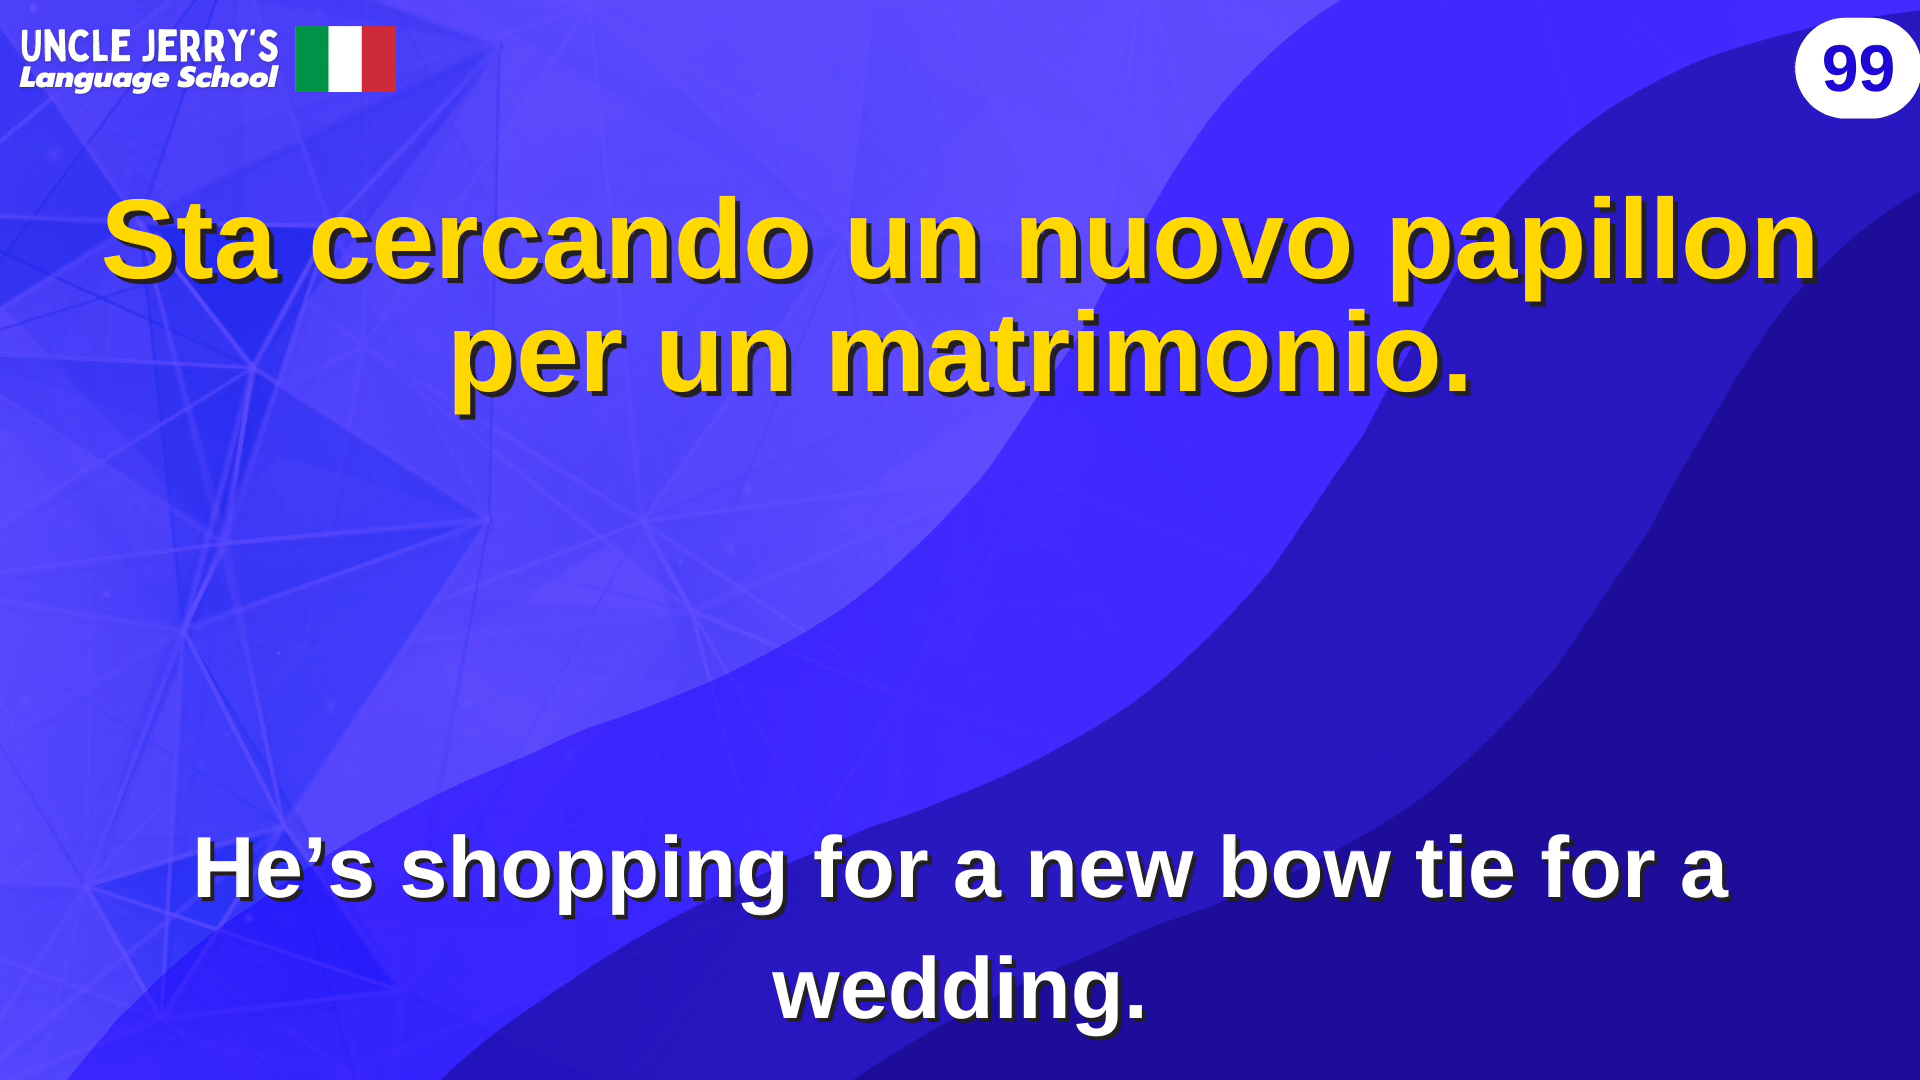 UNCLE JERRY'S
Language School
99
Sta cercando un nuovo papillon
per un matrimonio.
He’s shopping for a new bow tie for a
wedding.